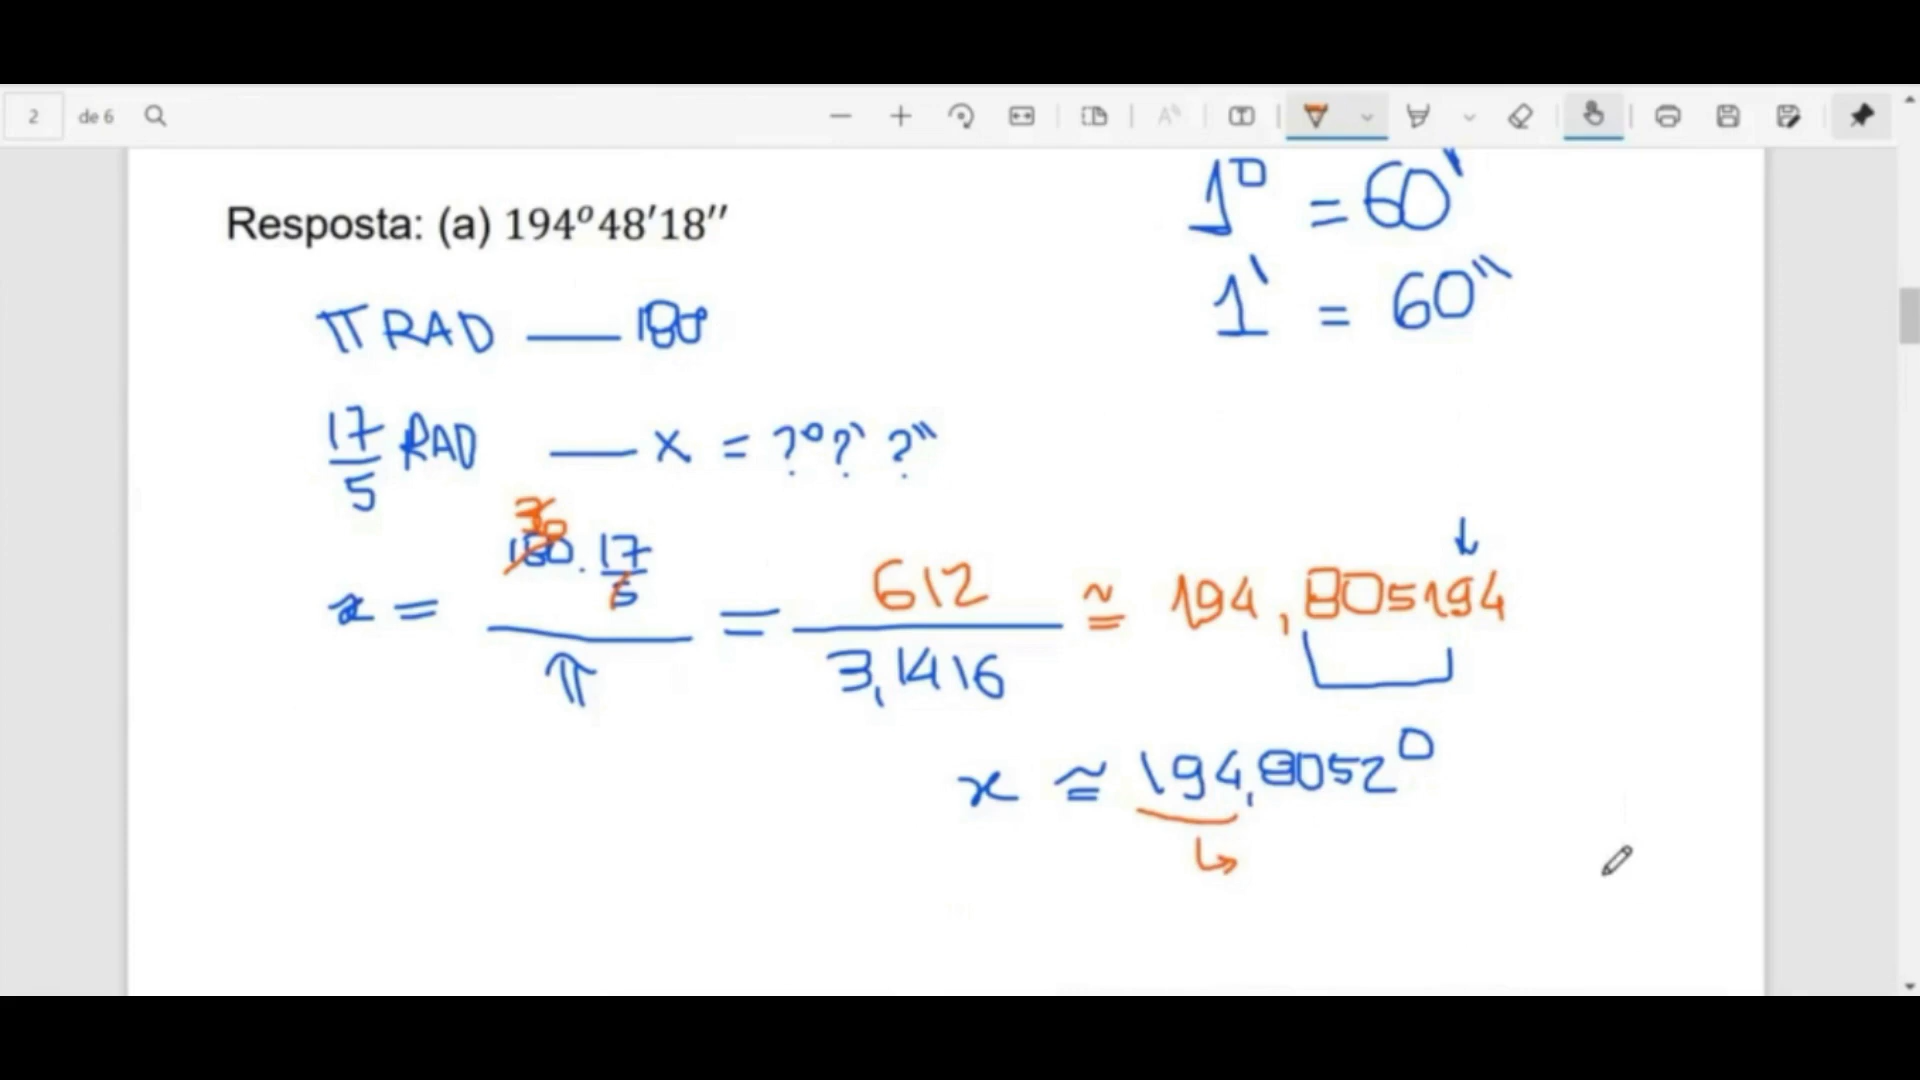 2 de 6
1° = 60'
Resposta: (a) 194°48′18′′
1' = 60''
π RAD — 180°
17/5 RAD — x = ?° ?' ?''
36
x = 180 . 17/5 / π = 612 / 3,1416 ≅ 194,805194
x ≅ 194,8052°